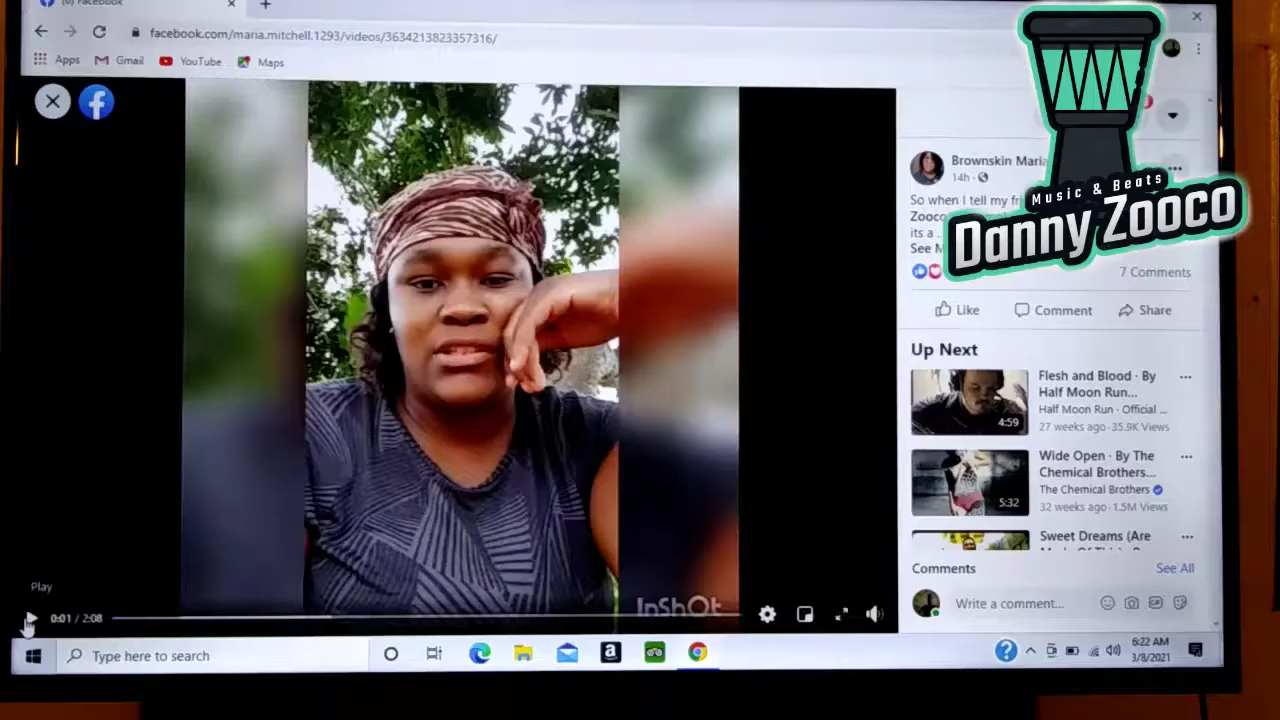 Facebook
facebook.com/maria.mitchell.1293/videos/3634213823357316/
Apps
Gmail
YouTube
Maps
Brownskin Maria
14h
So when I tell my
Zooco
its a
See
Music & Beats
Danny Zooco
7 Comments
Like
Comment
Share
Up Next
Flesh and Blood · By
Half Moon Run...
Half Moon Run · Official ...
27 weeks ago · 35.9K Views
4:59
Wide Open · By The
Chemical Brothers...
The Chemical Brothers
32 weeks ago · 1.5M Views
5:32
Sweet Dreams (Are
Comments
See All
Write a comment...
Play
0:01 / 2:08
InShOt
Type here to search
6:22 AM
3/8/2021